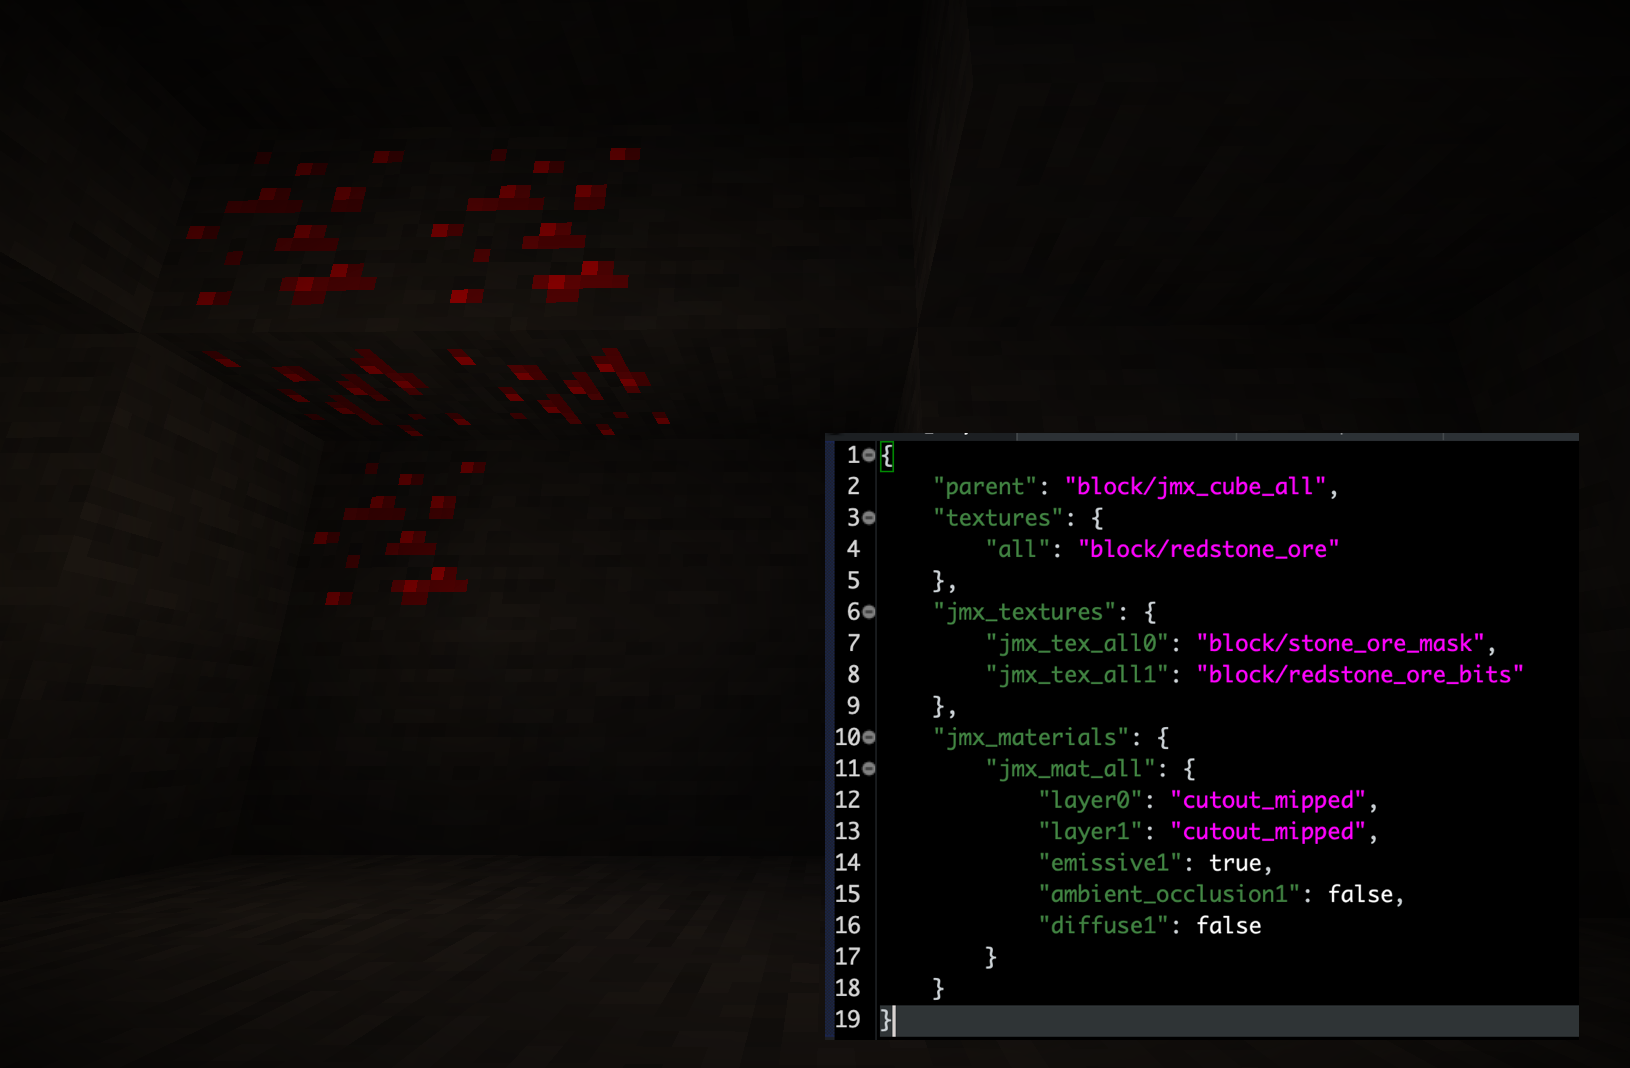 1 {
2 "parent": "block/jmx_cube_all",
3 "textures": {
4 "all": "block/redstone_ore"
5 },
6 "jmx_textures": {
7 "jmx_tex_all0": "block/stone_ore_mask",
8 "jmx_tex_all1": "block/redstone_ore_bits"
9 },
10 "jmx_materials": {
11 "jmx_mat_all": {
12 "layer0": "cutout_mipped",
13 "layer1": "cutout_mipped",
14 "emissive1": true,
15 "ambient_occlusion1": false,
16 "diffuse1": false
17 }
18 }
19 }